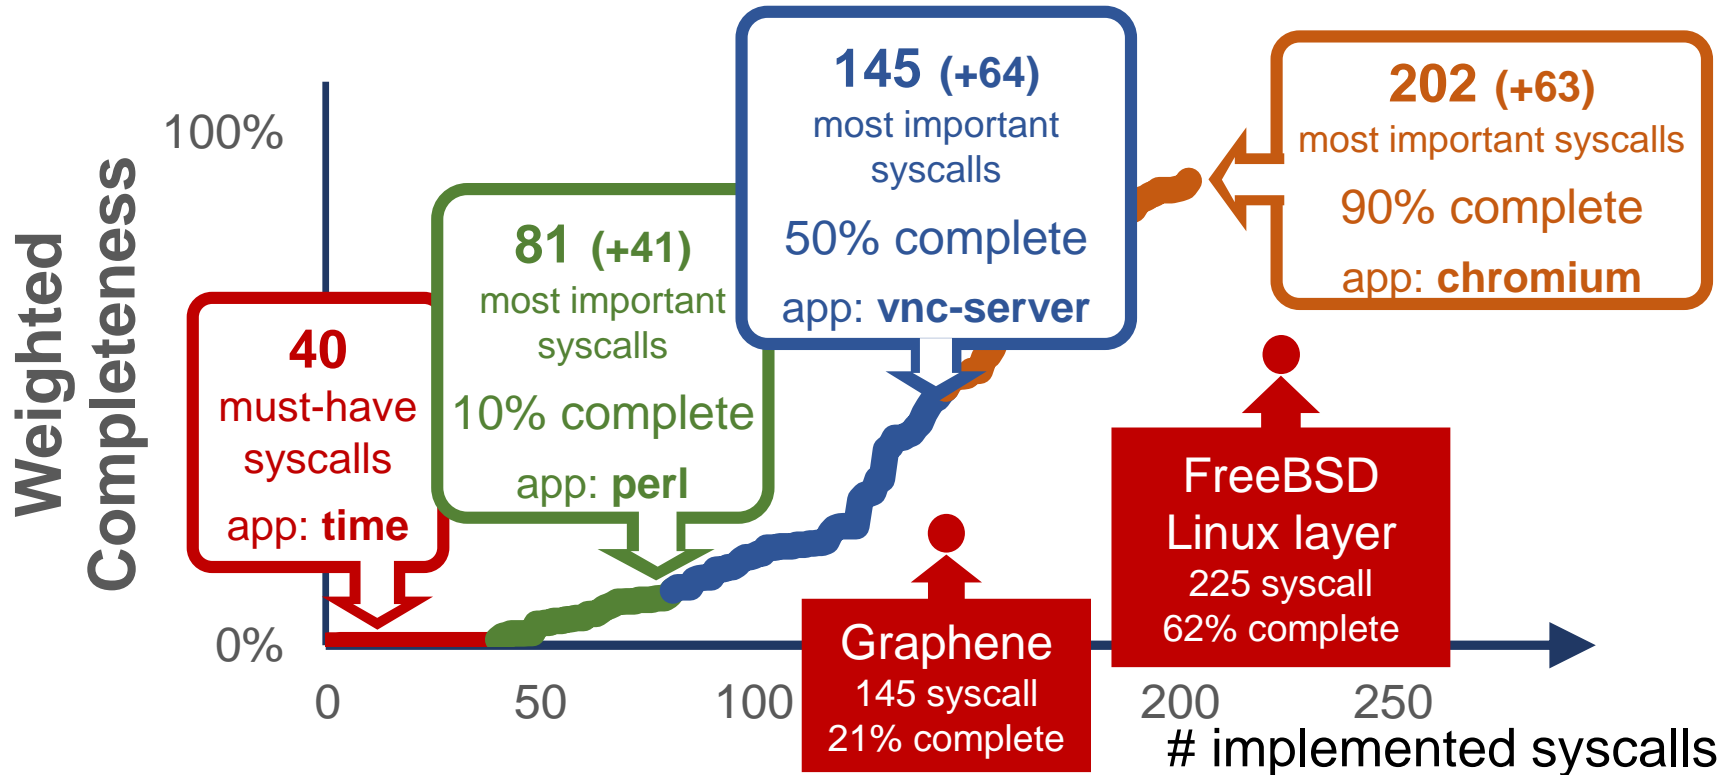 Weighted
Completeness
100%
0%
40
must-have
syscalls
app: time
81 (+41)
most important
syscalls
10% complete
app: perl
145 (+64)
most important
syscalls
50% complete
app: vnc-server
202 (+63)
most important syscalls
90% complete
app: chromium
Graphene
145 syscall
21% complete
FreeBSD
Linux layer
225 syscall
62% complete
0
50
100
200
250
# implemented syscalls